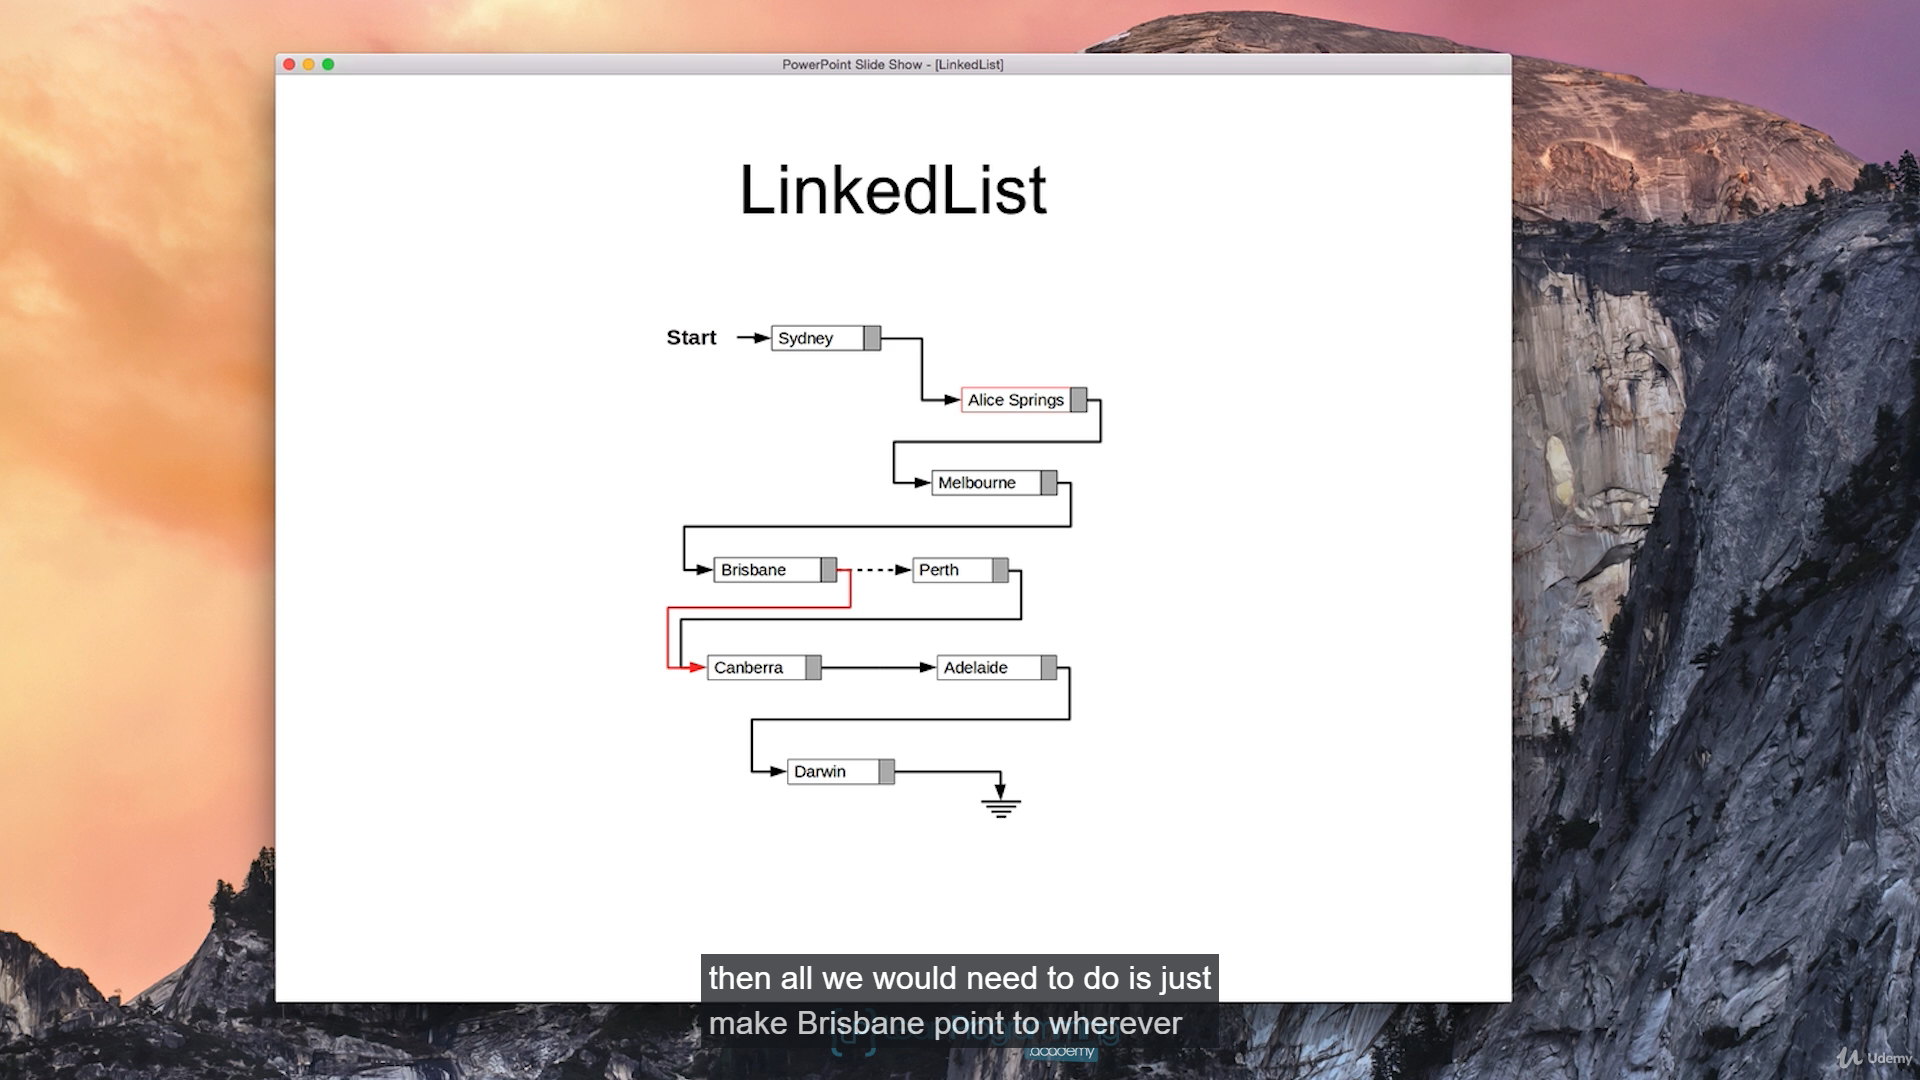 PowerPoint Slide Show - [LinkedList]
LinkedList
Start
Sydney
Alice Springs
Melbourne
Brisbane
Perth
Canberra
Adelaide
Darwin
then all we would need to do is just
make Brisbane point to wherever
.academy
Udemy